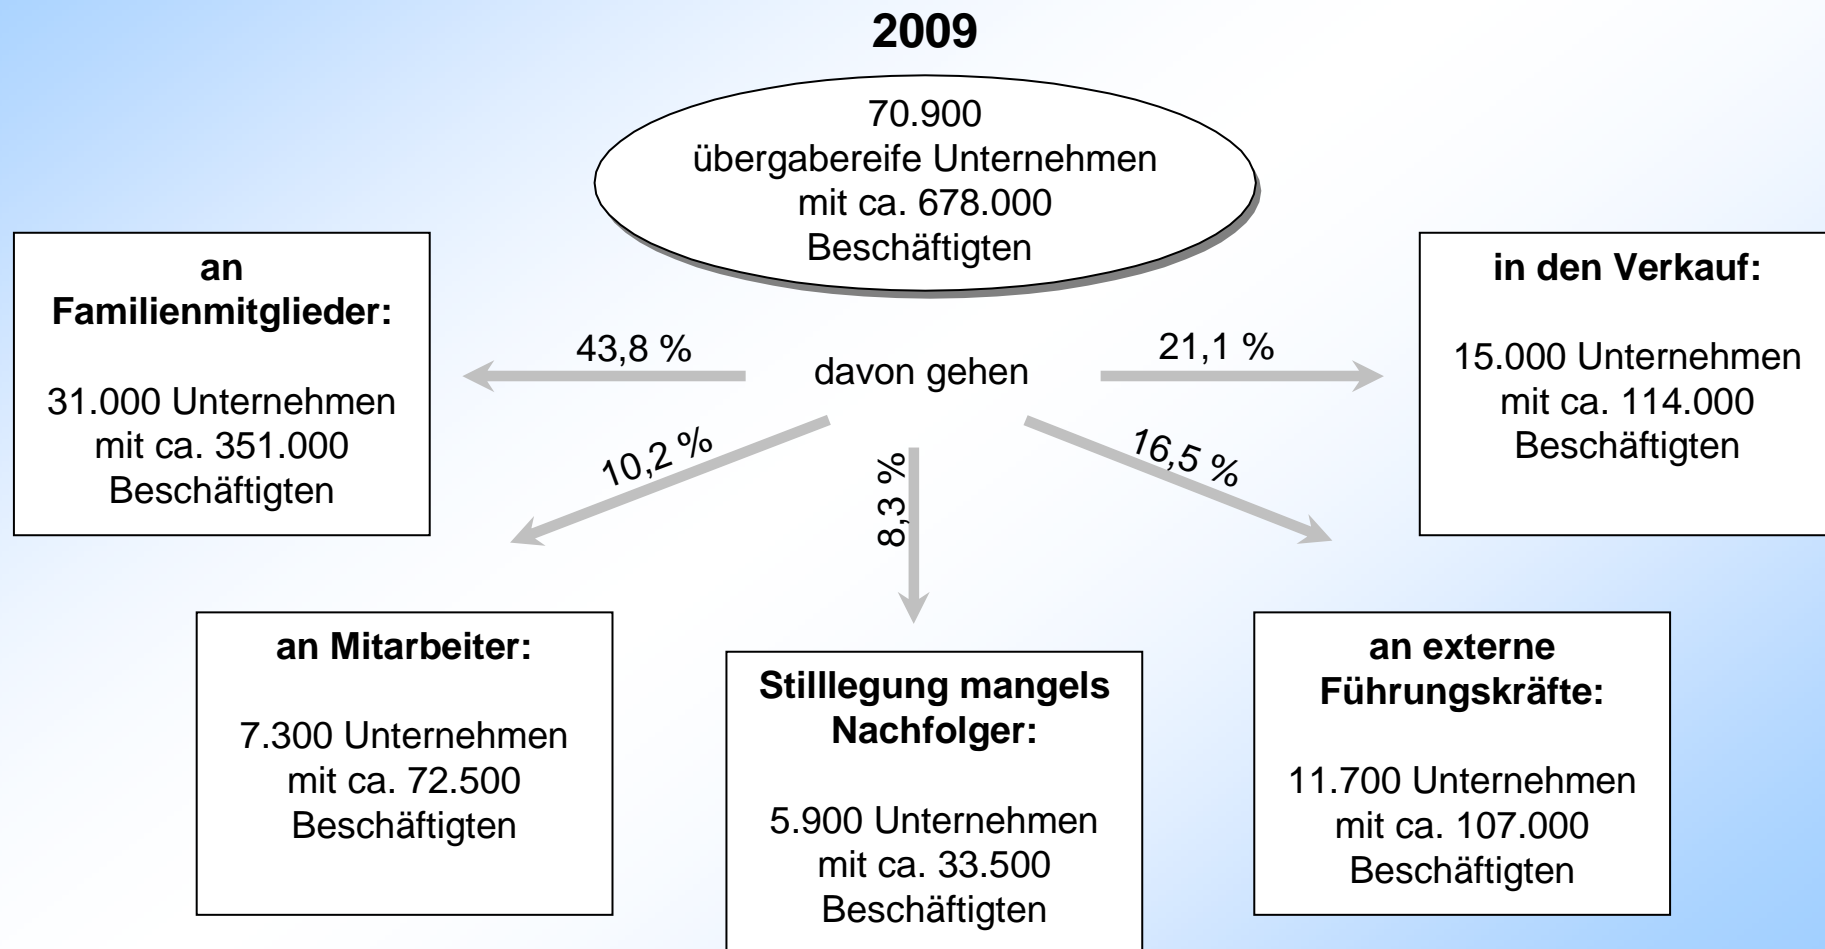 2009
70.900
übergabereife Unternehmen
mit ca. 678.000
Beschäftigten
an
Familienmitglieder:
31.000 Unternehmen
mit ca. 351.000
Beschäftigten
in den Verkauf:
15.000 Unternehmen
mit ca. 114.000
Beschäftigten
43,8 %
davon gehen
21,1 %
10,2 %
8,3 %
16,5 %
an Mitarbeiter:
7.300 Unternehmen
mit ca. 72.500
Beschäftigten
Stilllegung mangels
Nachfolger:
5.900 Unternehmen
mit ca. 33.500
Beschäftigten
an externe
Führungskräfte:
11.700 Unternehmen
mit ca. 107.000
Beschäftigten